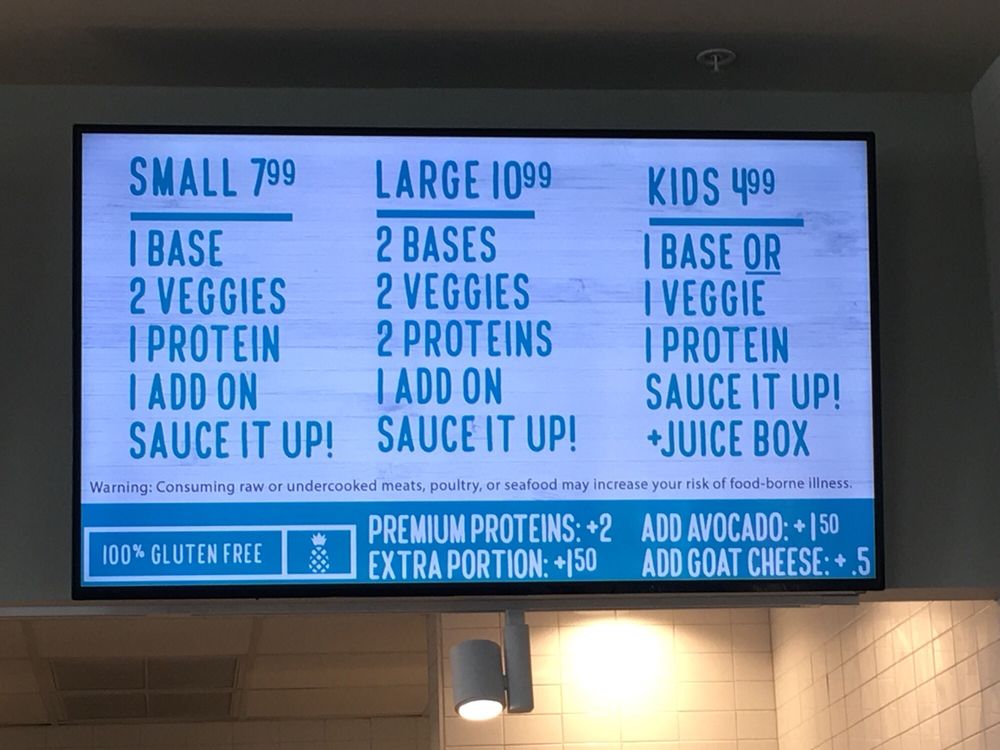 SMALL 799
1 BASE
2 VEGGIES
1 PROTEIN
1 ADD ON
SAUCE IT UP!
LARGE 1099
2 BASES
2 VEGGIES
2 PROTEINS
1 ADD ON
SAUCE IT UP!
KIDS 499
1 BASE OR
1 VEGGIE
1 PROTEIN
SAUCE IT UP!
+JUICE BOX
Warning: Consuming raw or undercooked meats, poultry, or seafood may increase your risk of food-borne illness.
100% GLUTEN FREE
PREMIUM PROTEINS: +2
EXTRA PORTION: +150
ADD AVOCADO: +150
ADD GOAT CHEESE: +.5